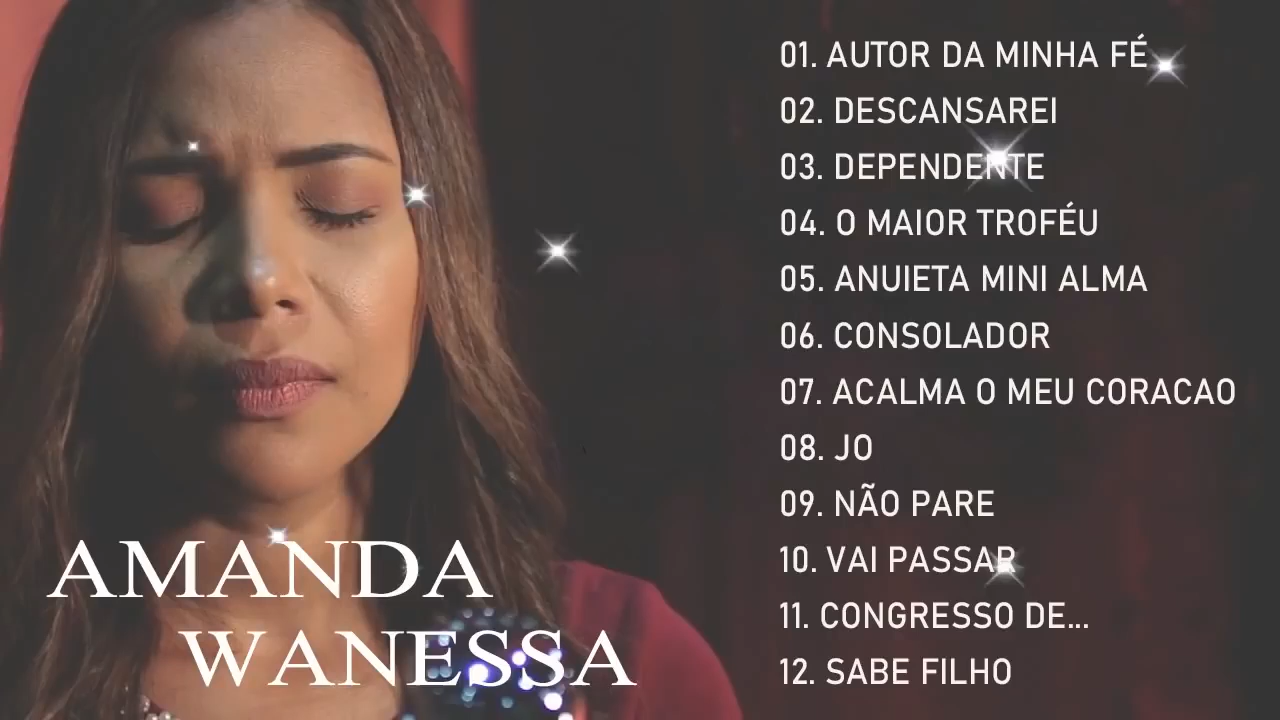 01. AUTOR DA MINHA FÉ
02. DESCANSAREI
03. DEPENDENTE
04. O MAIOR TROFÉU
05. ANUIETA MINI ALMA
06. CONSOLADOR
07. ACALMA O MEU CORACAO
08. JO
09. NÃO PARE
10. VAI PASSAR
11. CONGRESSO DE...
12. SABE FILHO
AMANDA
WANESSA